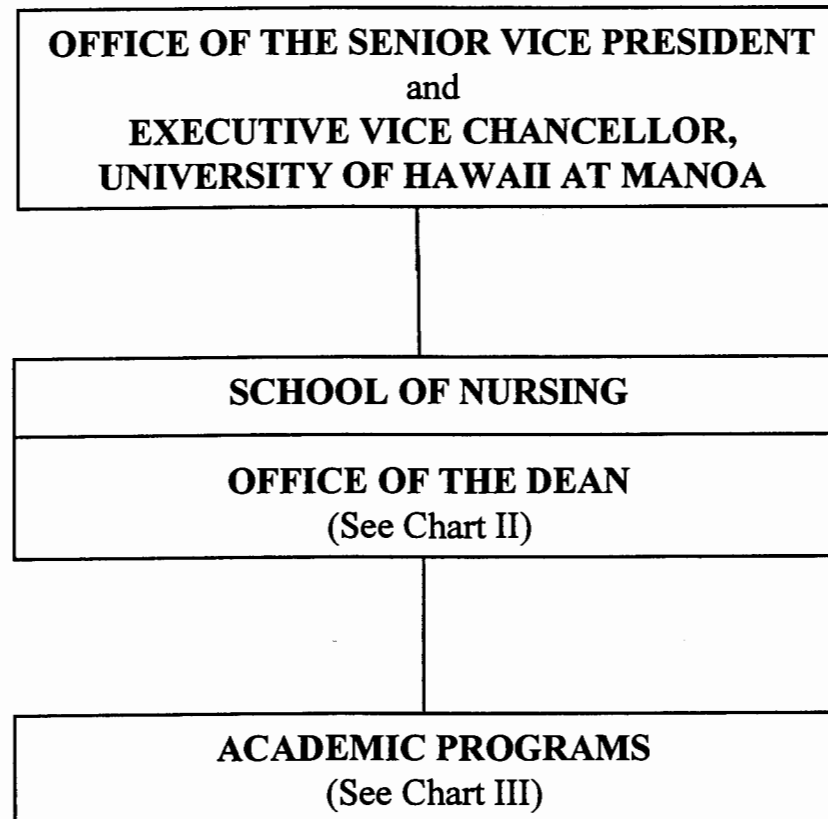 OFFICE OF THE SENIOR VICE PRESIDENT
and
EXECUTIVE VICE CHANCELLOR,
UNIVERSITY OF HAWAII AT MANOA
SCHOOL OF NURSING
OFFICE OF THE DEAN
(See Chart II)
ACADEMIC PROGRAMS
(See Chart III)